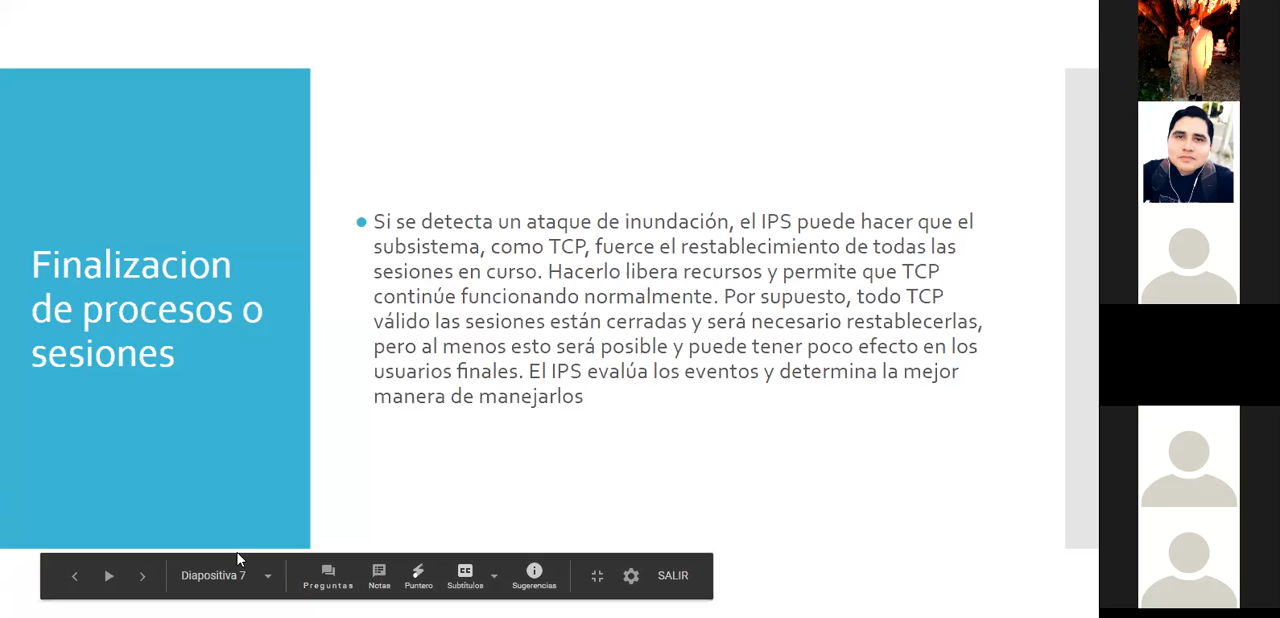 Finalizacion
de procesos o
sesiones
Si se detecta un ataque de inundación, el IPS puede hacer que el
subsistema, como TCP, fuerce el restablecimiento de todas las
sesiones en curso. Hacerlo libera recursos y permite que TCP
continúe funcionando normalmente. Por supuesto, todo TCP
válido las sesiones están cerradas y será necesario restablecerlas,
pero al menos esto será posible y puede tener poco efecto en los
usuarios finales. El IPS evalúa los eventos y determina la mejor
manera de manejarlos
Diapositiva 7
Preguntas
Notas
Puntero
Subtítulos
Sugerencias
SALIR